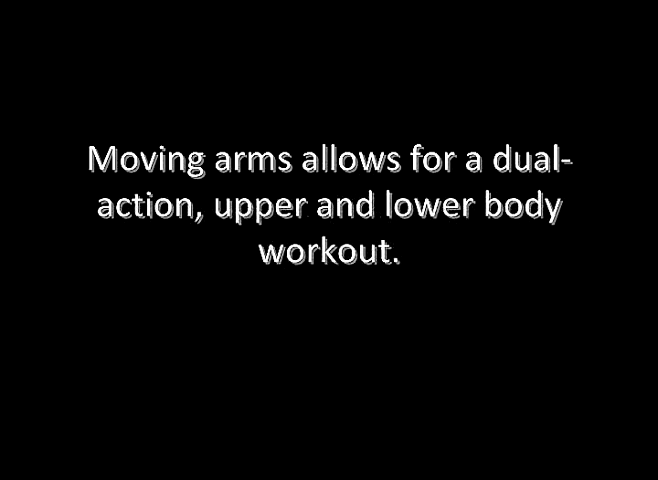 Moving arms allows for a dual-
action, upper and lower body
workout.